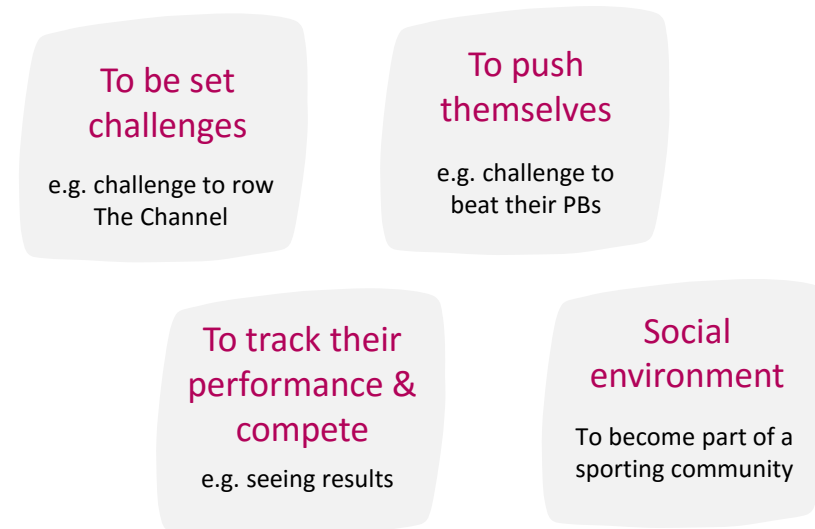 To be set
challenges
e.g. challenge to row
The Channel
To push
themselves
e.g. challenge to
beat their PBs
To track their
performance &
compete
e.g. seeing results
Social
environment
To become part of a
sporting community